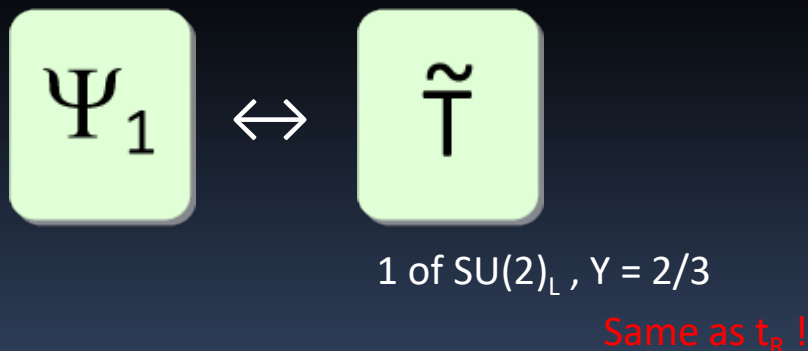 Ψ₁ ↔ T̃
1 of SU(2)L , Y = 2/3
Same as tR !